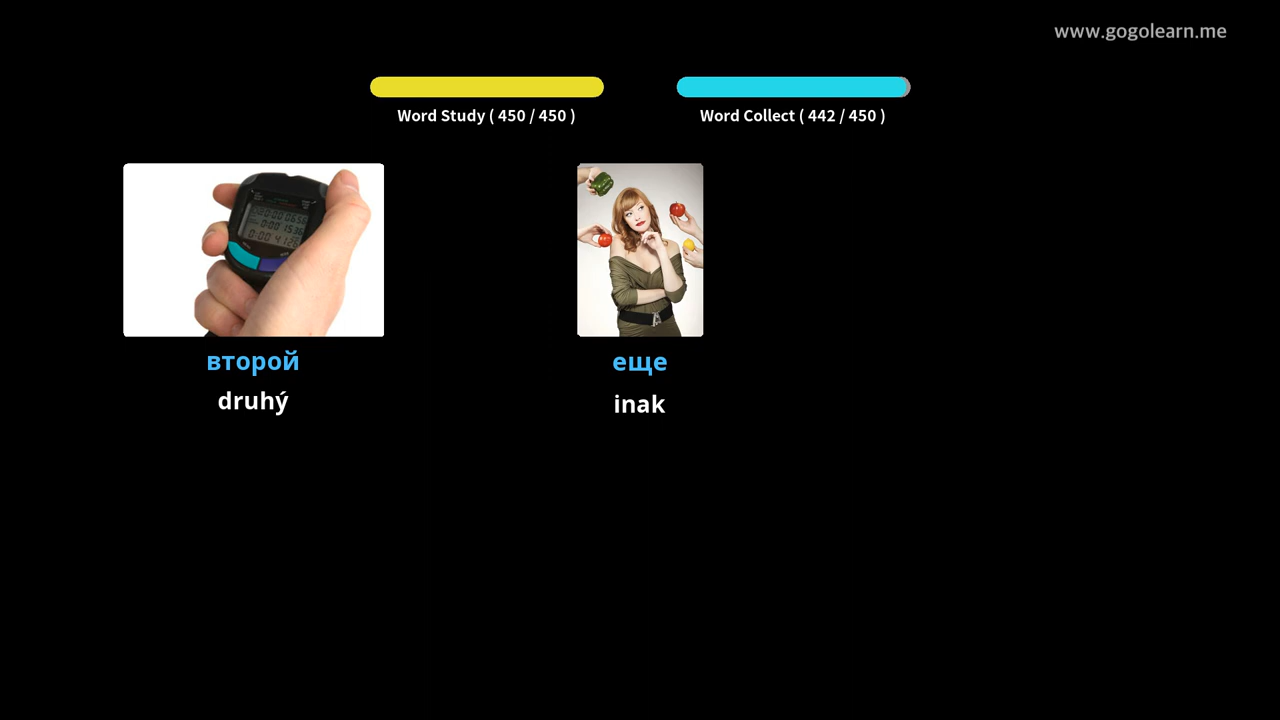 www.gogolearn.me
Word Study ( 450 / 450 )
Word Collect ( 442 / 450 )
второй
druhý
еще
inak